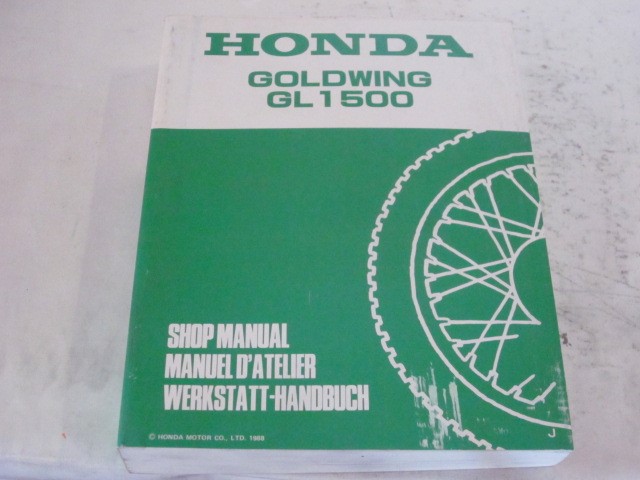 HONDA
GOLDWING
GL1500
SHOP MANUAL
MANUEL D'ATELIER
WERKSTATT-HANDBUCH
© HONDA MOTOR CO., LTD. 1988
J